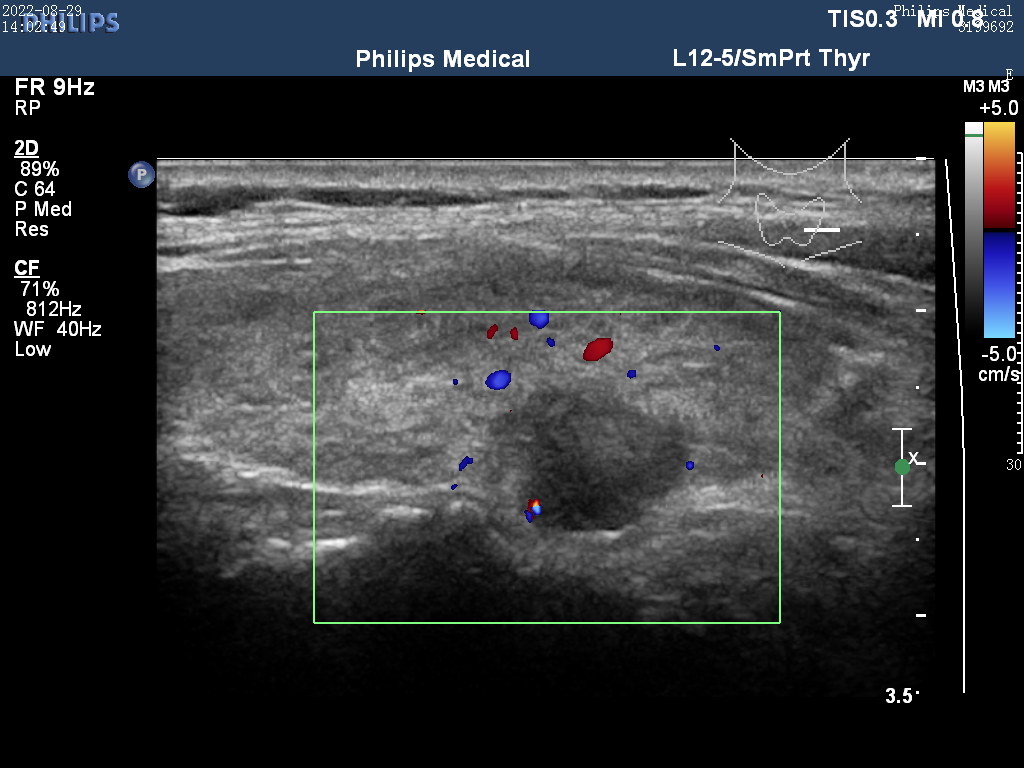 2022-08-29
14:02:49
PHILIPS
TIS0.3 MI 0.8
Philips Medical
5199692
Philips Medical
L12-5/SmPrt Thyr
E
FR 9Hz
RP
2D
89%
C 64
P Med
Res
CF
71%
812Hz
WF 40Hz
Low
P
M3 M3
+5.0
-5.0
cm/s
X
30
3.5